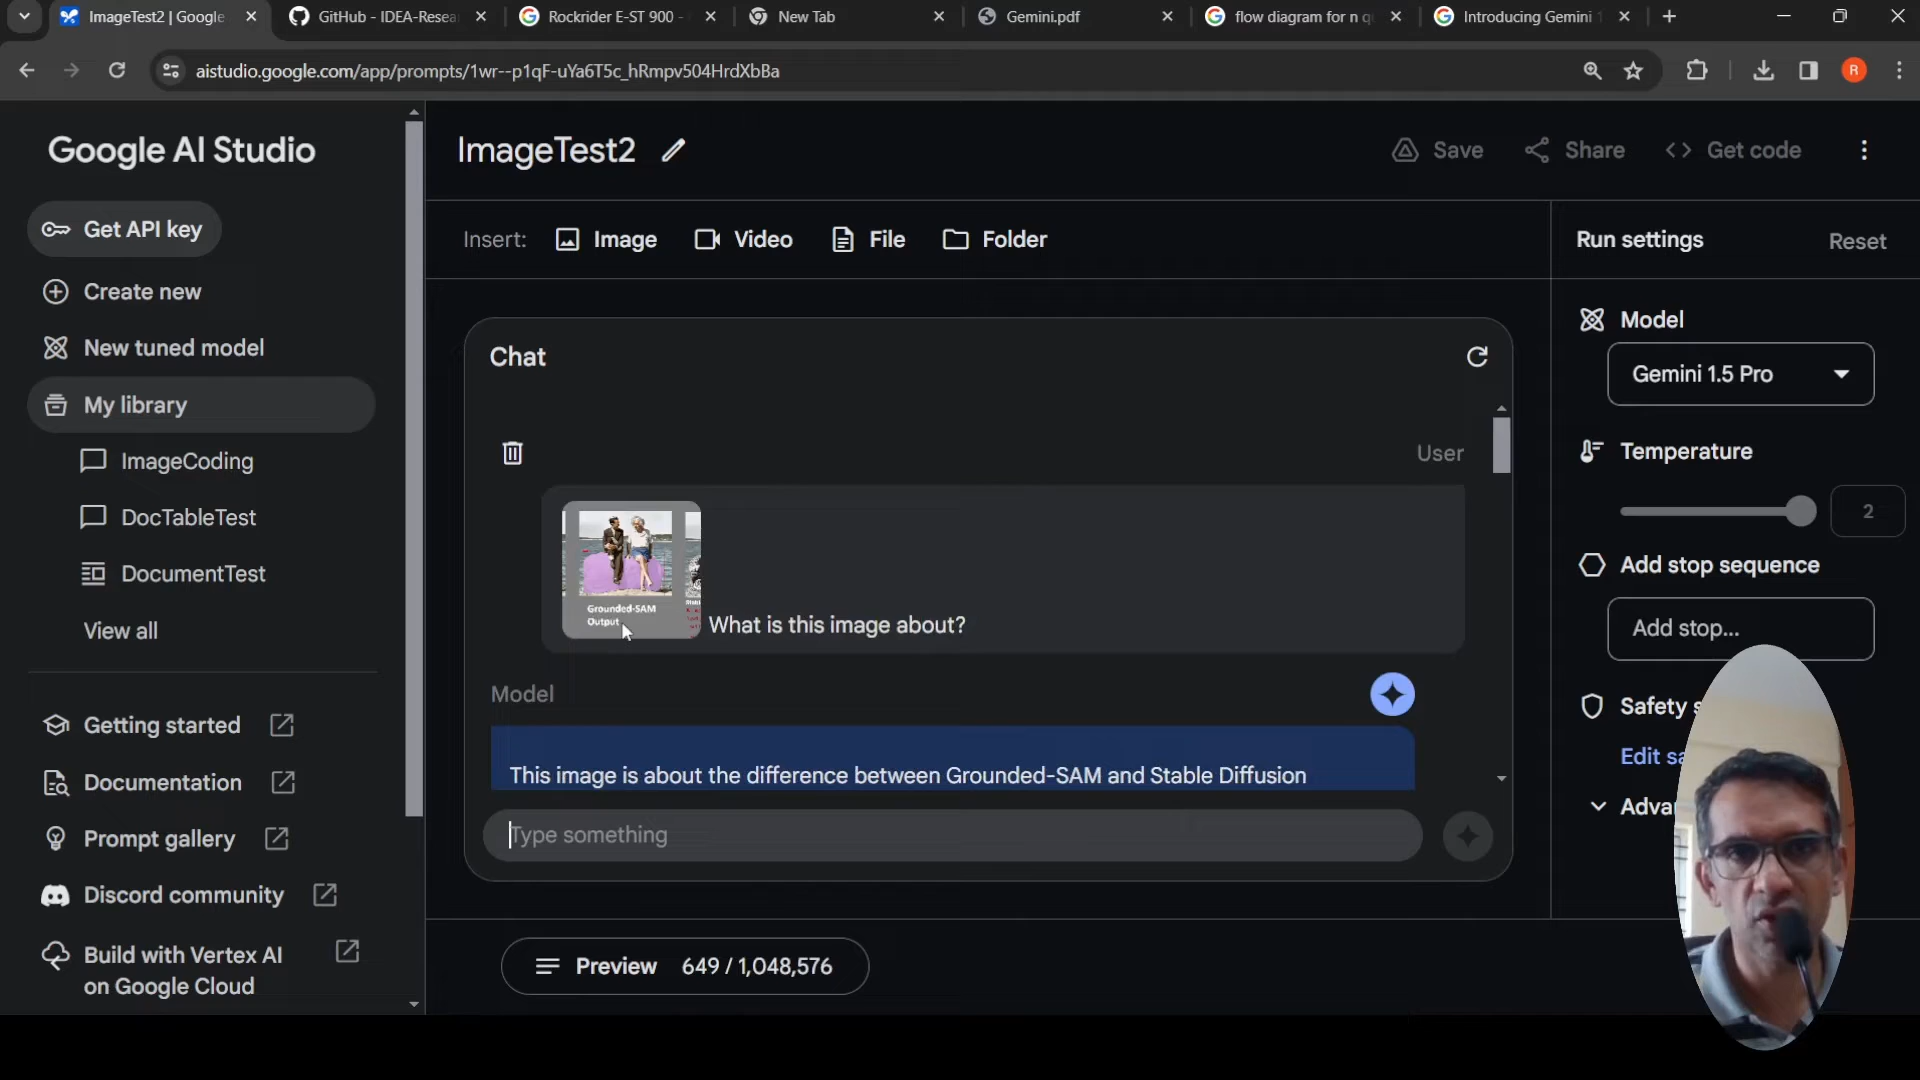 ImageTest2 | Google
GitHub - IDEA-Resea
Rockrider E-ST 900 -
New Tab
Gemini.pdf
flow diagram for n q
Introducing Gemini 1
aistudio.google.com/app/prompts/1wr--p1qF-uYa6T5c_hRmpv504HrdXbBa
R
Google AI Studio
Get API key
Create new
New tuned model
My library
ImageCoding
DocTableTest
DocumentTest
View all
Getting started
Documentation
Prompt gallery
Discord community
Build with Vertex AI
on Google Cloud
ImageTest2
Save
Share
Get code
Insert:
Image
Video
File
Folder
Chat
User
Grounded-SAM
Output
What is this image about?
Model
This image is about the difference between Grounded-SAM and Stable Diffusion
Type something
Preview 649 / 1,048,576
Run settings
Reset
Model
Gemini 1.5 Pro
Temperature
2
Add stop sequence
Add stop...
Safety s
Edit sa
Adva